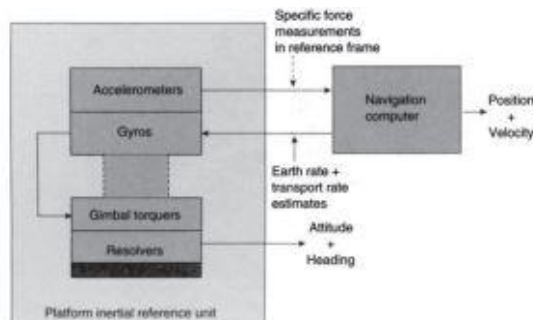 Specific force
measurements
in reference frame
Accelerometers
Gyros
Navigation
computer
Position
+
Velocity
Earth rate +
transport rate
estimates
Gimbal torquers
Resolvers
Attitude
+
Heading
Platform inertial reference unit